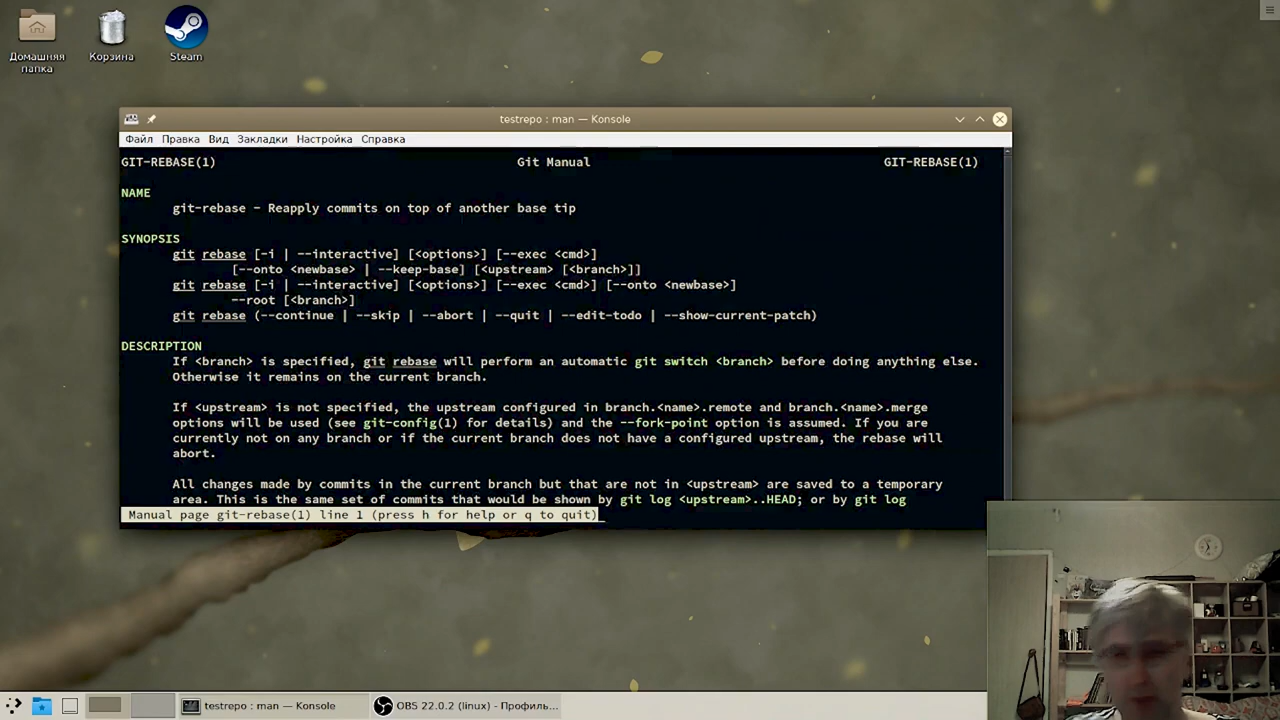 Домашняя
папка
Корзина
Steam
testrepo : man — Konsole
Файл Правка Вид Закладки Настройка Справка
GIT-REBASE(1) Git Manual GIT-REBASE(1)
NAME
git-rebase - Reapply commits on top of another base tip
SYNOPSIS
git rebase [-i | --interactive] [<options>] [--exec <cmd>]
[--onto <newbase> | --keep-base] [<upstream> [<branch>]]
git rebase [-i | --interactive] [<options>] [--exec <cmd>] [--onto <newbase>]
--root [<branch>]
git rebase (--continue | --skip | --abort | --quit | --edit-todo | --show-current-patch)
DESCRIPTION
If <branch> is specified, git rebase will perform an automatic git switch <branch> before doing anything else.
Otherwise it remains on the current branch.
If <upstream> is not specified, the upstream configured in branch.<name>.remote and branch.<name>.merge
options will be used (see git-config(1) for details) and the --fork-point option is assumed. If you are
currently not on any branch or if the current branch does not have a configured upstream, the rebase will
abort.
All changes made by commits in the current branch but that are not in <upstream> are saved to a temporary
area. This is the same set of commits that would be shown by git log <upstream>..HEAD; or by git log
Manual page git-rebase(1) line 1 (press h for help or q to quit)
testrepo : man — Konsole
OBS 22.0.2 (linux) - Профиль...